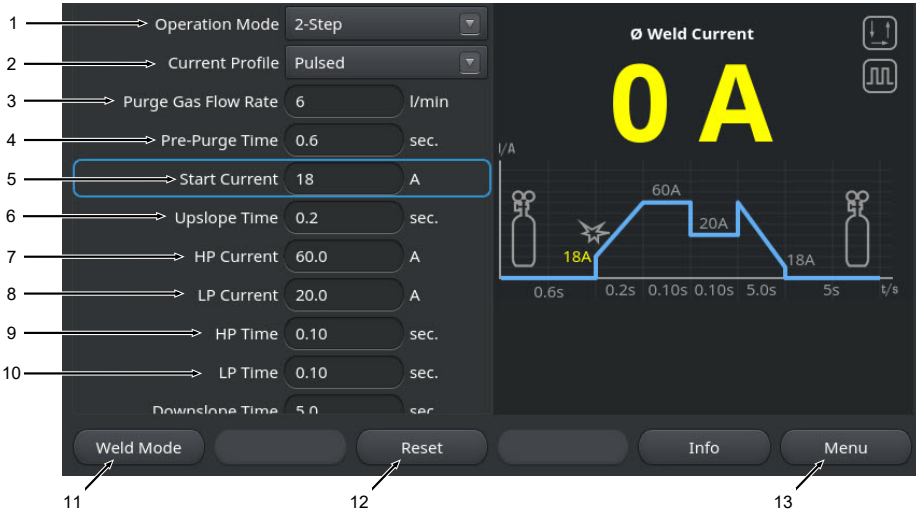 1 Operation Mode 2-Step
2 Current Profile Pulsed
3 Purge Gas Flow Rate 6 l/min
4 Pre-Purge Time 0.6 sec.
5 Start Current 18 A
6 Upslope Time 0.2 sec.
7 HP Current 60.0 A
8 LP Current 20.0 A
9 HP Time 0.10 sec.
10 LP Time 0.10 sec.
Downslope Time 5.0 sec.
Ø Weld Current
0 A
I/A
60A
20A
18A 18A
0.6s 0.2s 0.10s 0.10s 5.0s 5s t/s
Weld Mode Reset Info Menu
11 12 13